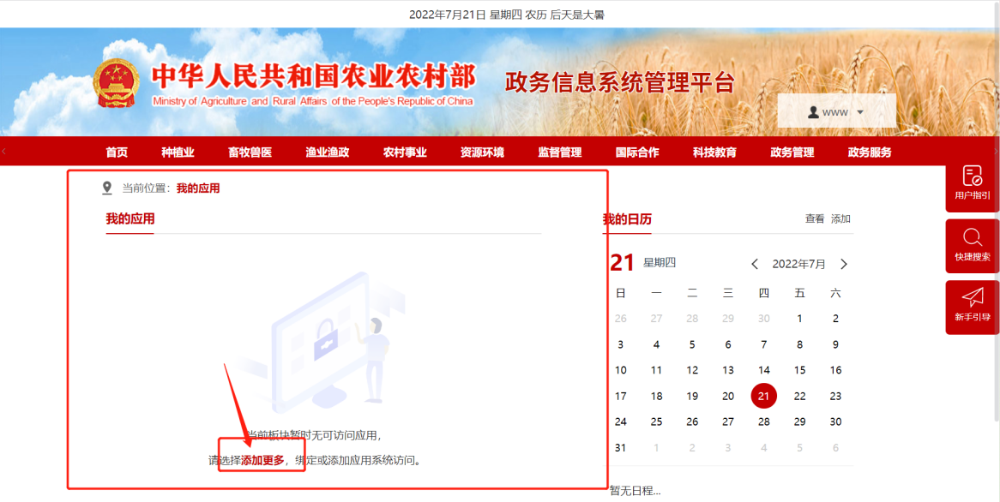 2022年7月21日 星期四 农历 后天是大暑
中华人民共和国农业农村部
Ministry of Agriculture and Rural Affairs of the People's Republic of China
政务信息系统管理平台
www
首页 种植业 畜牧兽医 渔业渔政 农村事业 资源环境 监督管理 国际合作 科技教育 政务管理 政务服务
用户指引
快捷搜索
新手引导
当前位置：我的应用
我的应用
当前板块暂时无可访问应用，
请选择添加更多，绑定或添加应用系统访问。
我的日历 查看 添加
21 星期四 2022年7月
日 一 二 三 四 五 六
26 27 28 29 30 1 2
3 4 5 6 7 8 9
10 11 12 13 14 15 16
17 18 19 20 21 22 23
24 25 26 27 28 29 30
31 1 2 3 4 5 6
暂无日程...